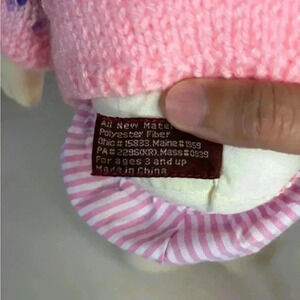 All New Mate
Polyester Fiber
Ohio # 15833, Maine # 1559
PA # 2295(KR), Mass # 0539
For ages 3 and up
Made in China